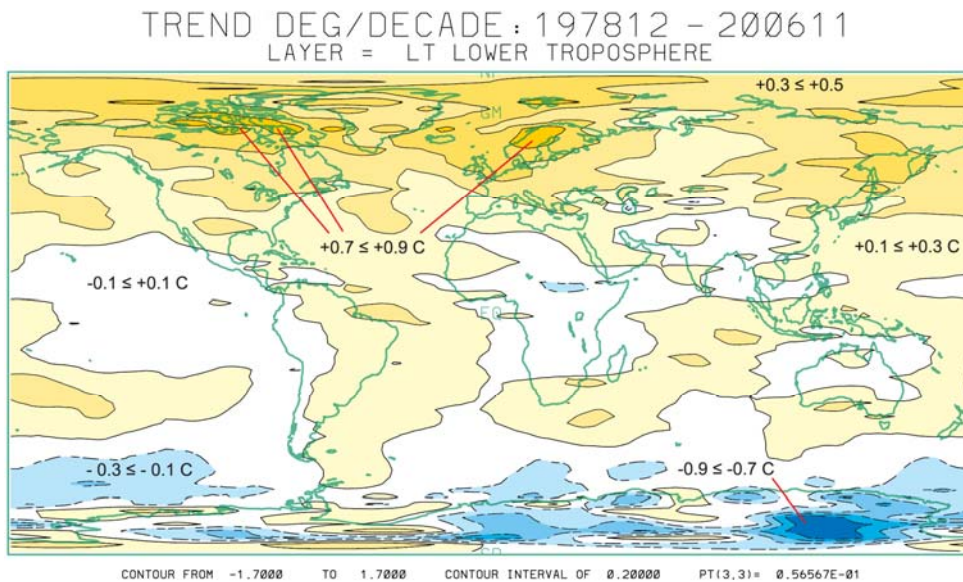 TREND DEG/DECADE: 197812 - 200611
LAYER = LT LOWER TROPOSPHERE
+0.3 ≤ +0.5
GM
+0.7 ≤ +0.9 C
+0.1 ≤ +0.3 C
-0.1 ≤ +0.1 C
EQ
- 0.3 ≤ - 0.1 C
-0.9 ≤ -0.7 C
CONTOUR FROM -1.7000 TO 1.7000 CONTOUR INTERVAL OF 0.20000 PT(3,3)= 0.56567E-01